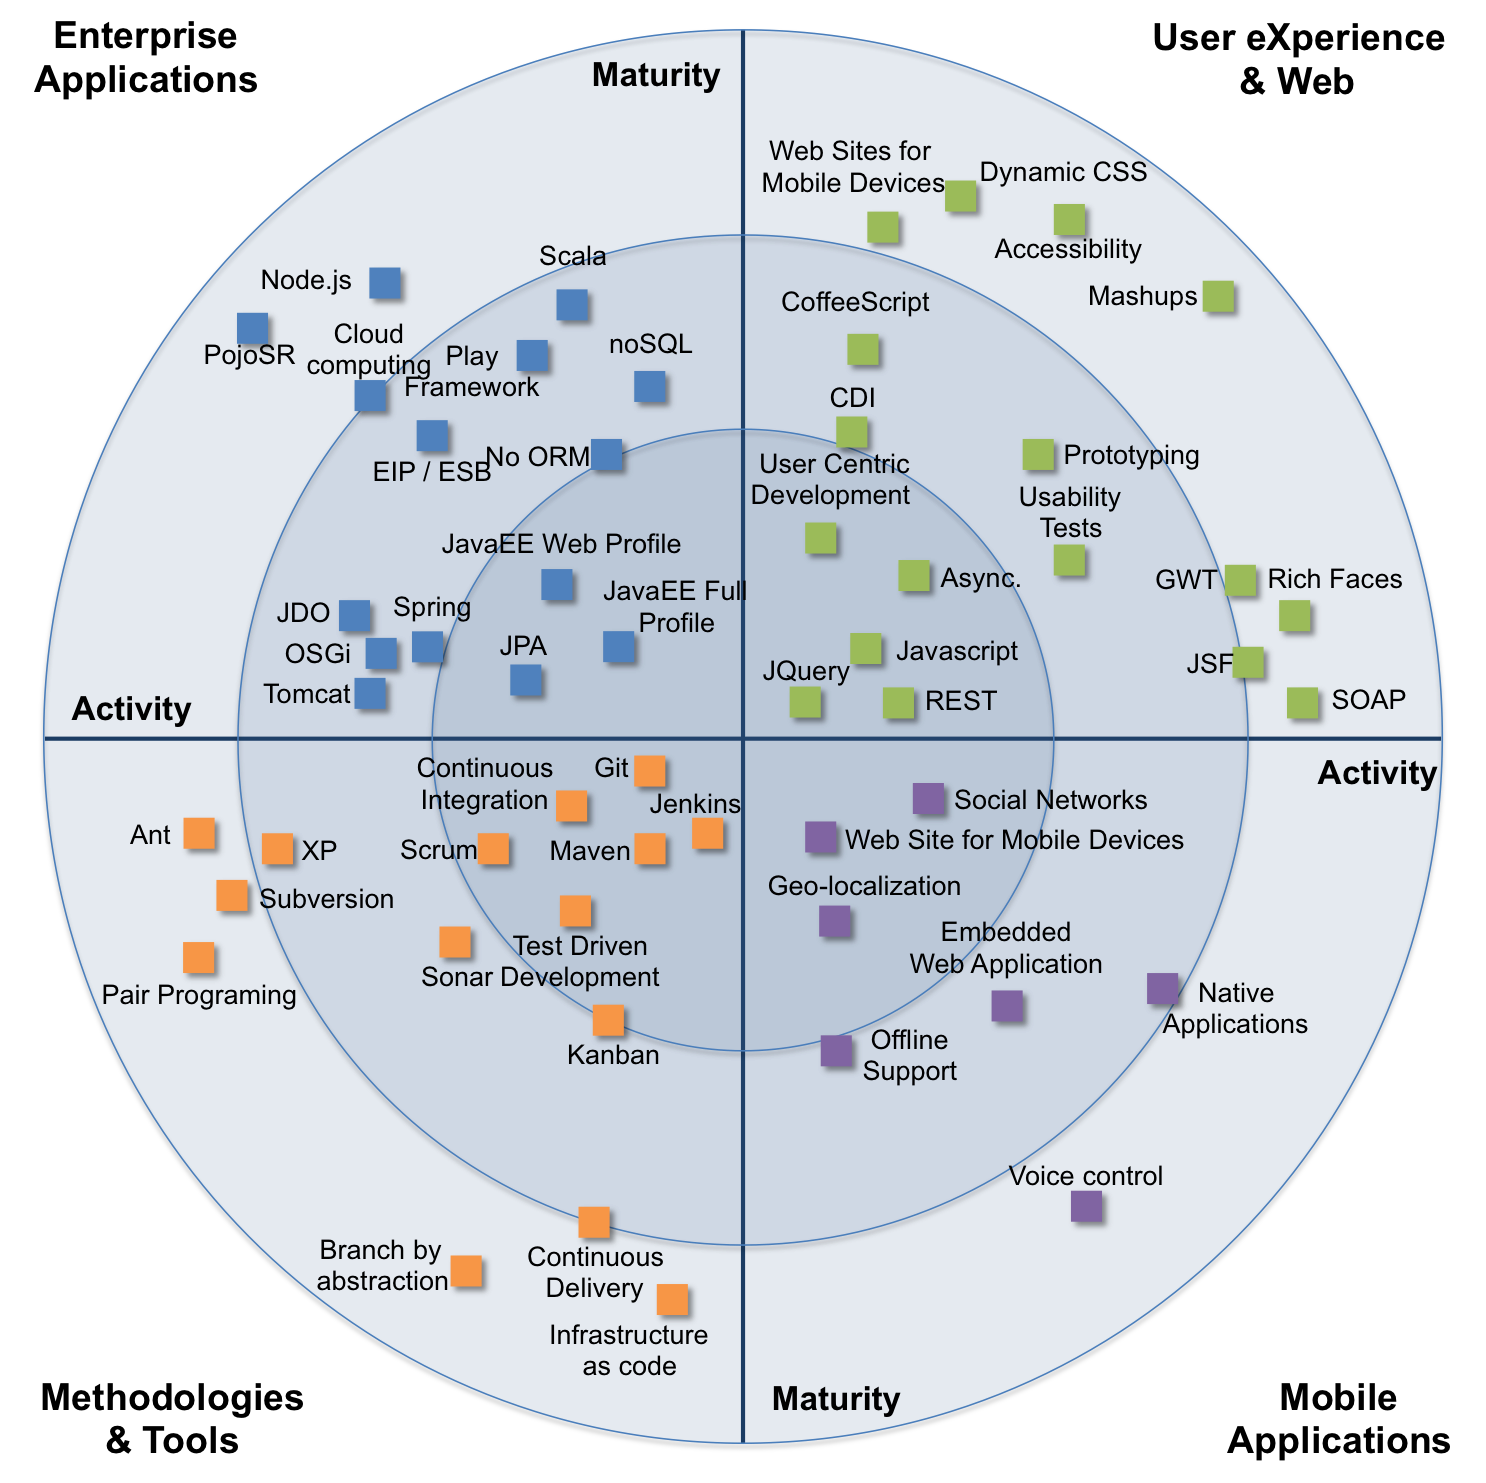 Enterprise
Applications
User eXperience
& Web
Maturity
Web Sites for
Mobile Devices
Dynamic CSS
Accessibility
Mashups
Node.js
PojoSR
Cloud
computing
Scala
Play
Framework
noSQL
EIP / ESB
No ORM
CoffeeScript
CDI
User Centric
Development
Prototyping
Usability
Tests
JavaEE Web Profile
JavaEE Full
Profile
JDO
Spring
OSGi
JPA
Tomcat
Async.
Javascript
JQuery
REST
GWT
Rich Faces
JSF
SOAP
Activity
Activity
Continuous
Integration
Git
Jenkins
Ant
XP
Scrum
Maven
Subversion
Test Driven
Sonar Development
Pair Programing
Kanban
Social Networks
Web Site for Mobile Devices
Geo-localization
Embedded
Web Application
Native
Applications
Offline
Support
Voice control
Branch by
abstraction
Continuous
Delivery
Infrastructure
as code
Maturity
Methodologies
& Tools
Mobile
Applications